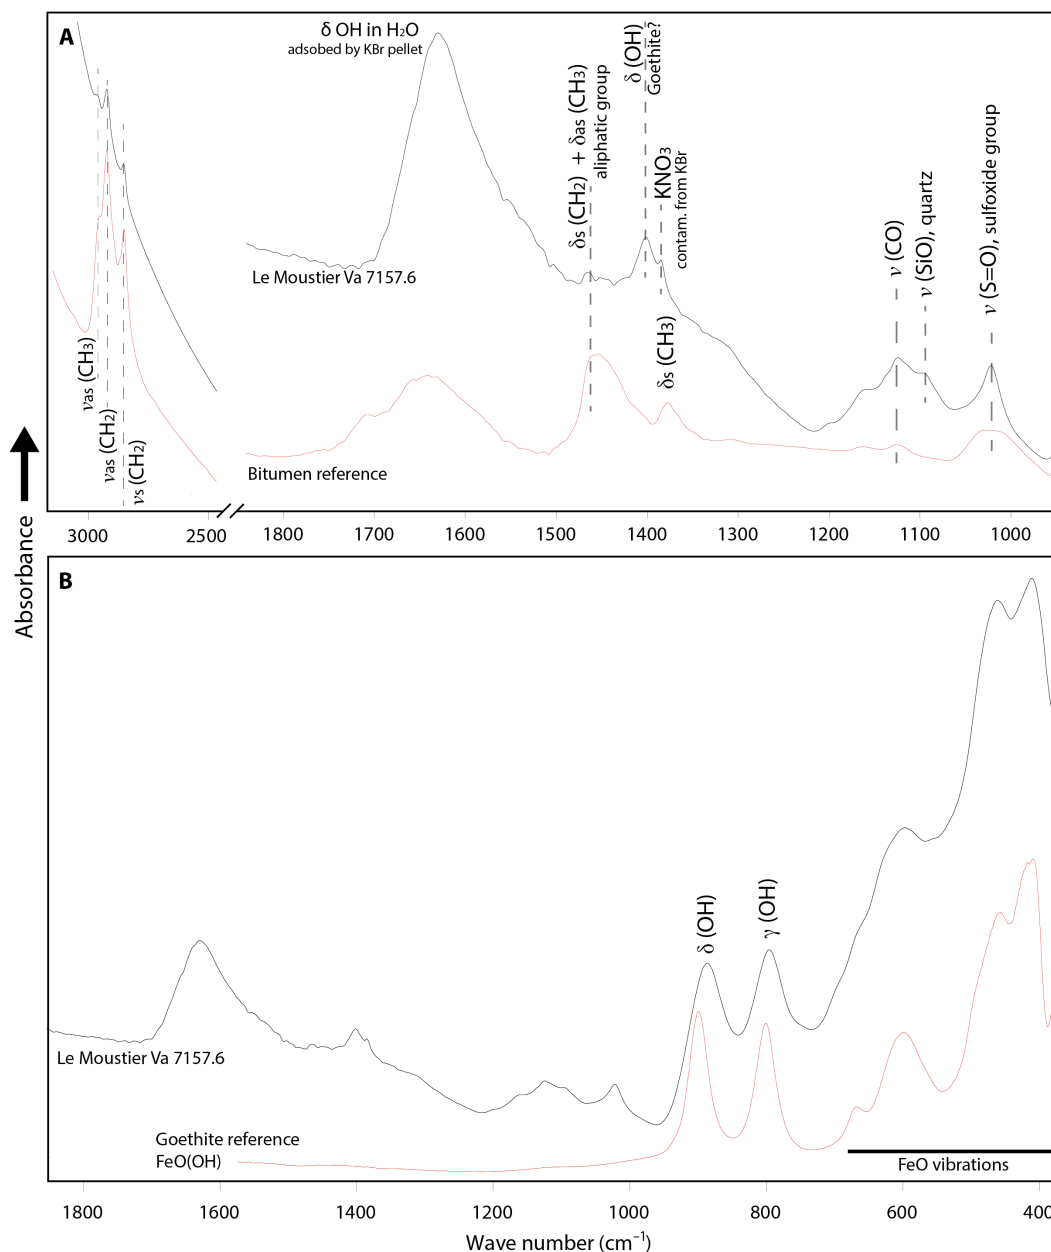 A
δ OH in H2O
adsobed by KBr pellet
δs (CH2) + δas (CH3)
aliphatic group
δ (OH)
Goethite?
KNO3
contam. from KBr
ν (CO)
ν (SiO), quartz
ν (S=O), sulfoxide group
Le Moustier Va 7157.6
δs (CH3)
νas (CH3)
νas (CH2)
νs (CH2)
Bitumen reference
3000 2500 1800 1700 1600 1500 1400 1300 1200 1100 1000
Absorbance
B
δ (OH)
γ (OH)
Le Moustier Va 7157.6
Goethite reference
FeO(OH)
FeO vibrations
1800 1600 1400 1200 1000 800 600 400
Wave number (cm⁻¹)